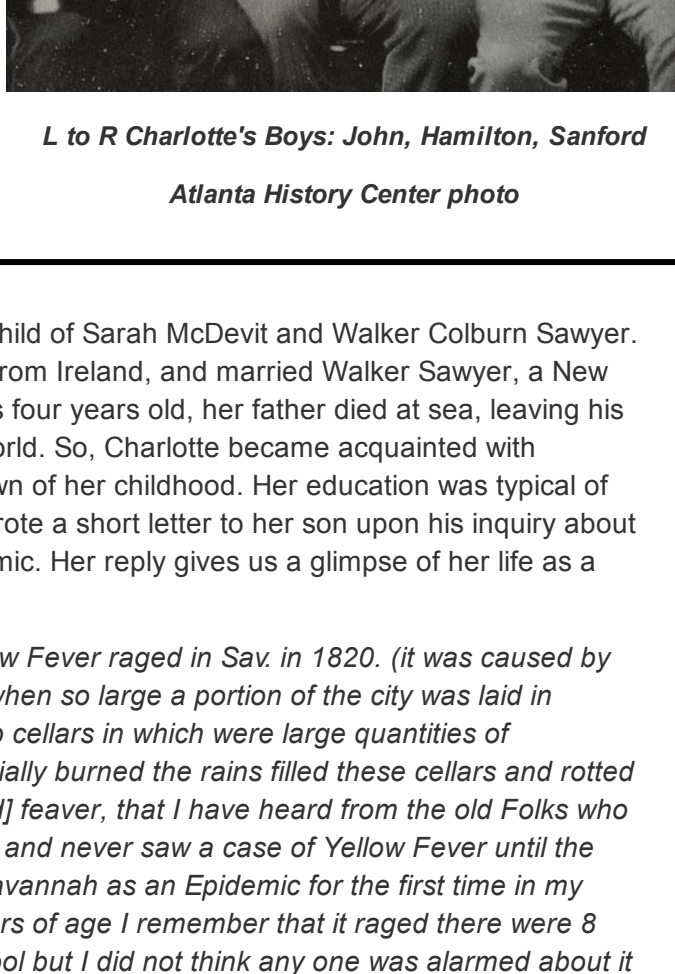 L to R Charlotte's Boys: John, Hamilton, Sanford
Atlanta History Center photo
hild of Sarah McDevit and Walker Colburn Sawyer.
rom Ireland, and married Walker Sawyer, a New
s four years old, her father died at sea, leaving his
orld. So, Charlotte became acquainted with
wn of her childhood. Her education was typical of
rote a short letter to her son upon his inquiry about
mic. Her reply gives us a glimpse of her life as a
w Fever raged in Sav. in 1820. (it was caused by
when so large a portion of the city was laid in
cellars in which were large quantities of
ially burned the rains filled these cellars and rotted
] feaver, that I have heard from the old Folks who
and never saw a case of Yellow Fever until the
avannah as an Epidemic for the first time in my
rs of age I remember that it raged there were 8
ol but I did not think any one was alarmed about it